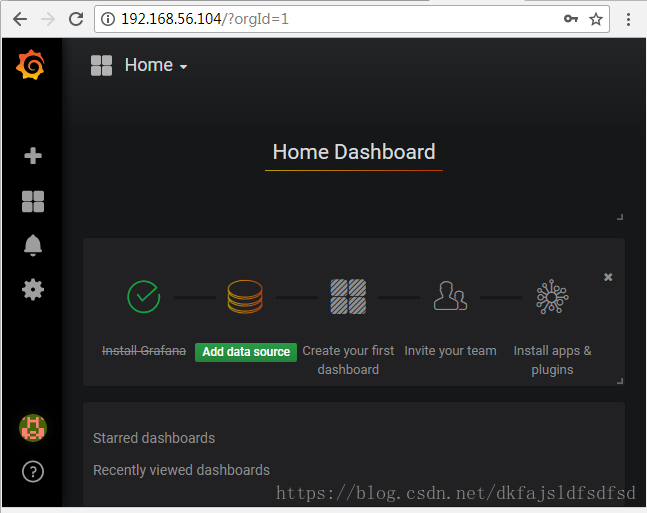 192.168.56.104/?orgId=1
Home
Home Dashboard
Install Grafana
Add data source
Create your first
dashboard
Invite your team
Install apps &
plugins
Starred dashboards
Recently viewed dashboards
https://blog.csdn.net/dkfajsldfsdfsd